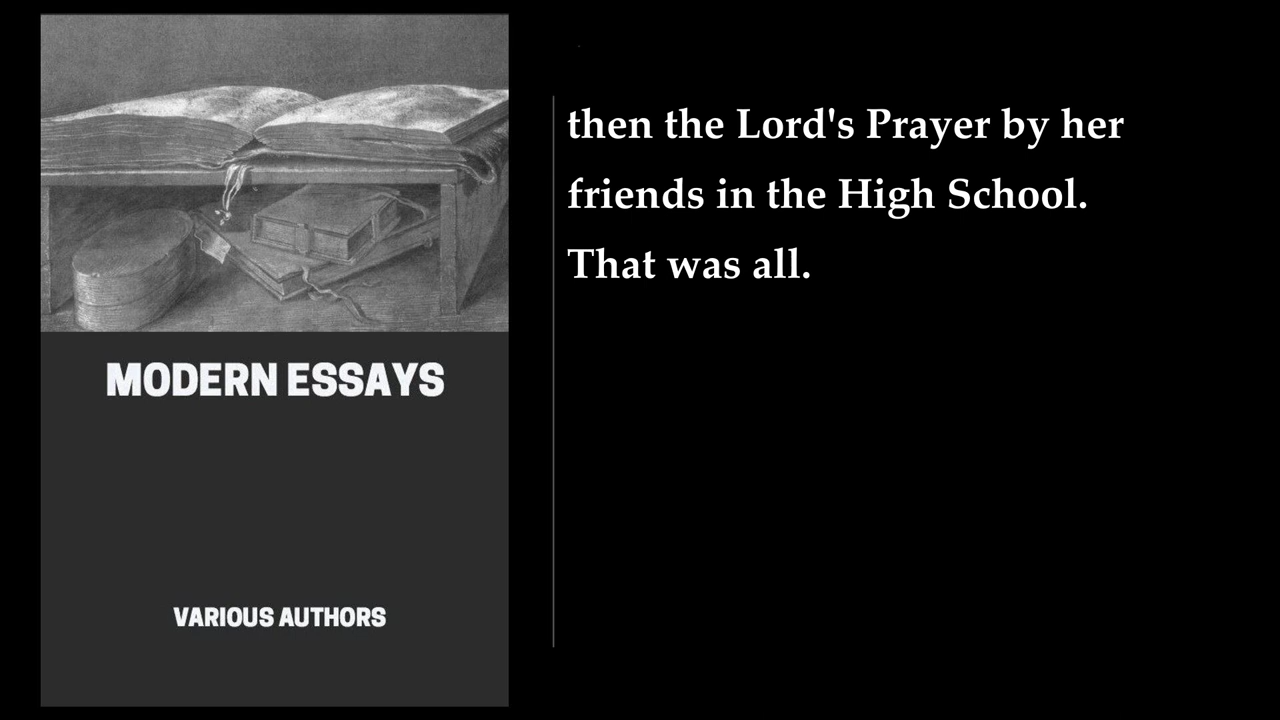 MODERN ESSAYS
VARIOUS AUTHORS
then the Lord's Prayer by her
friends in the High School.
That was all.